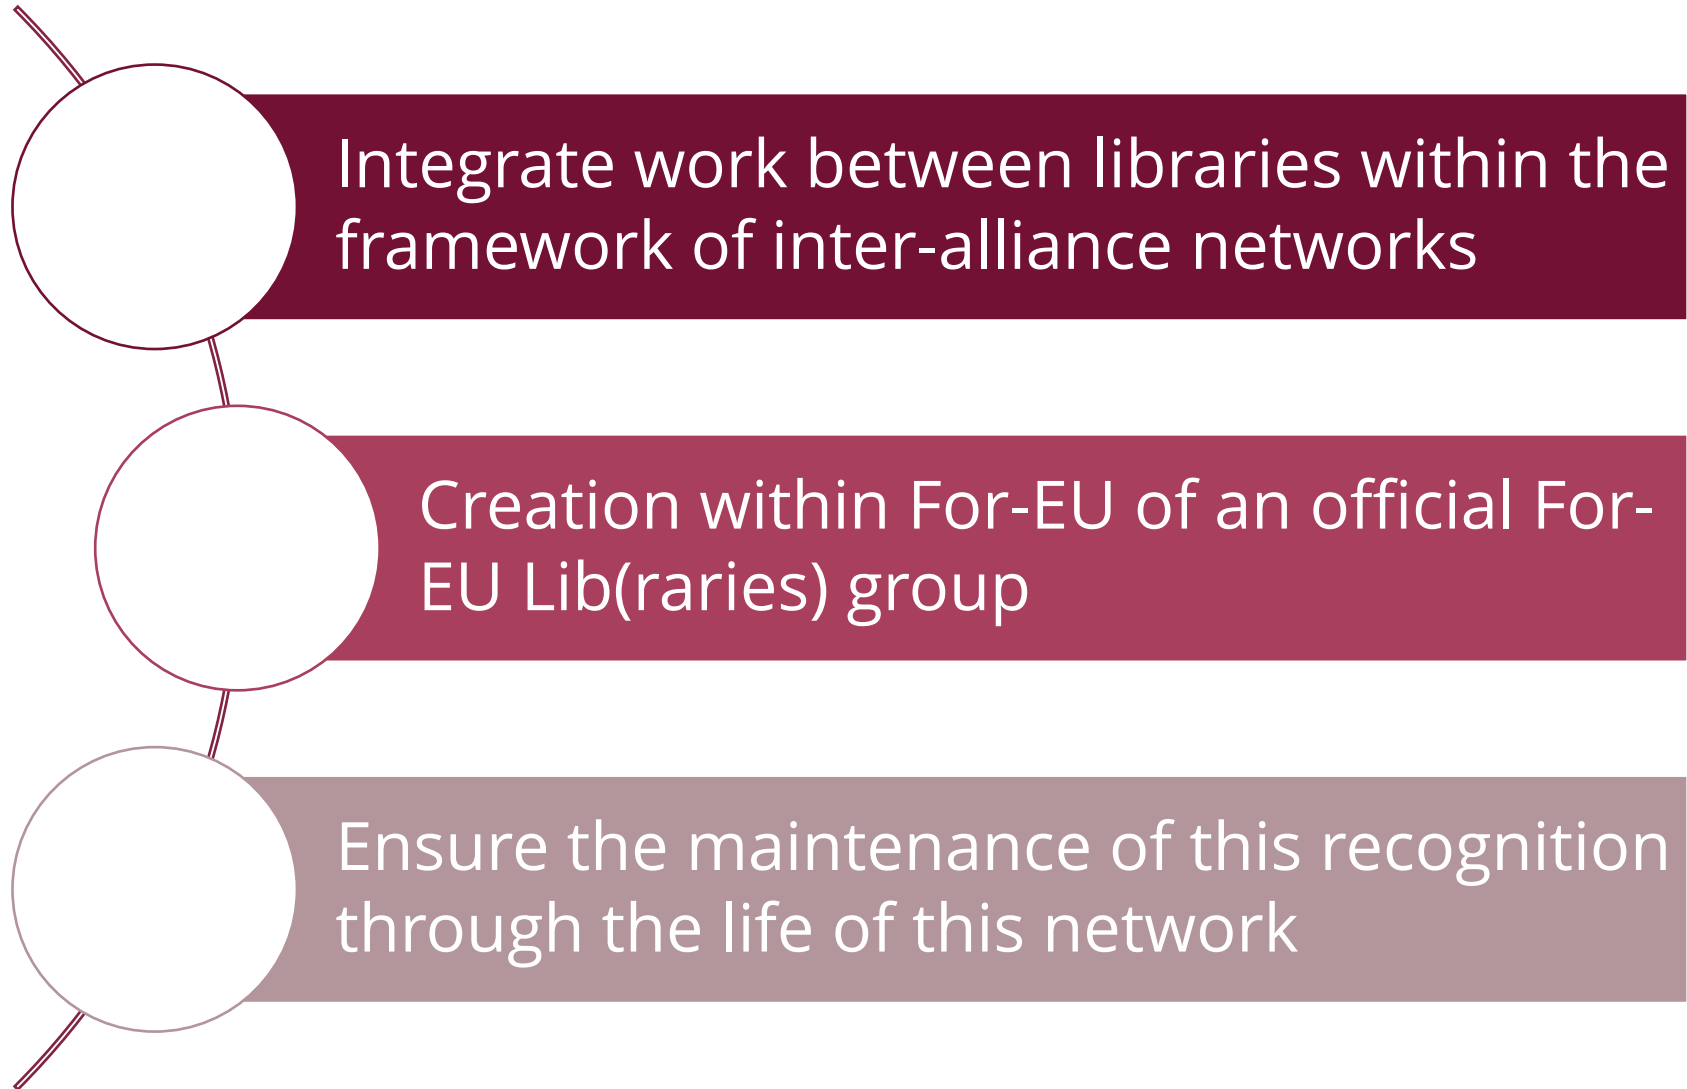 Integrate work between libraries within the
framework of inter-alliance networks
Creation within For-EU of an official For-
EU Lib(raries) group
Ensure the maintenance of this recognition
through the life of this network